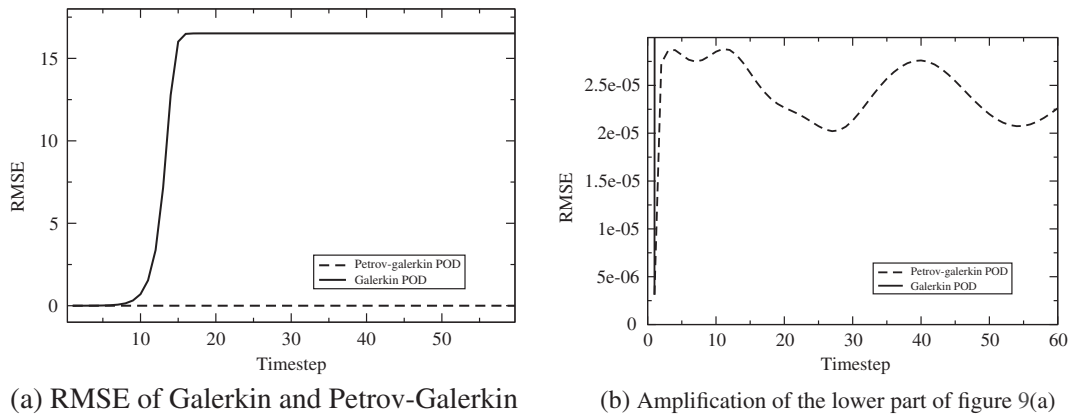 15
10
5
0
RMSE
Petrov-galerkin POD
Galerkin POD
10 20 30 40 50
Timestep
(a) RMSE of Galerkin and Petrov-Galerkin
2.5e-05
2e-05
1.5e-05
1e-05
5e-06
0
RMSE
Petrov-galerkin POD
Galerkin POD
0 10 20 30 40 50 60
Timestep
(b) Amplification of the lower part of figure 9(a)